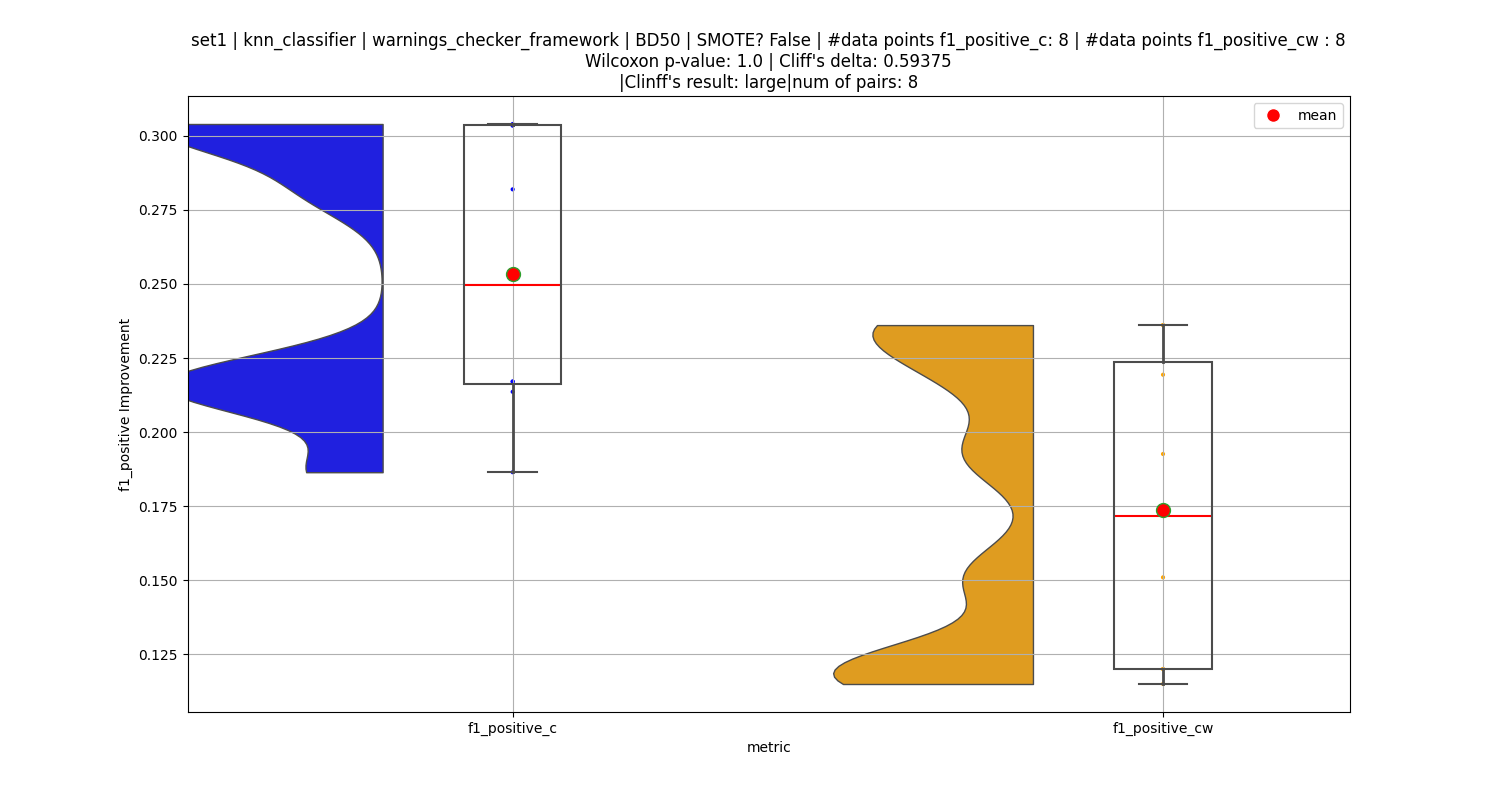 set1 | knn_classifier | warnings_checker_framework | BD50 | SMOTE? False | #data points f1_positive_c: 8 | #data points f1_positive_cw : 8
Wilcoxon p-value: 1.0 | Cliff's delta: 0.59375
|Clinff's result: large|num of pairs: 8
mean
0.300
0.275
0.250
0.225
0.200
0.175
0.150
0.125
f1_positive Improvement
f1_positive_c
f1_positive_cw
metric